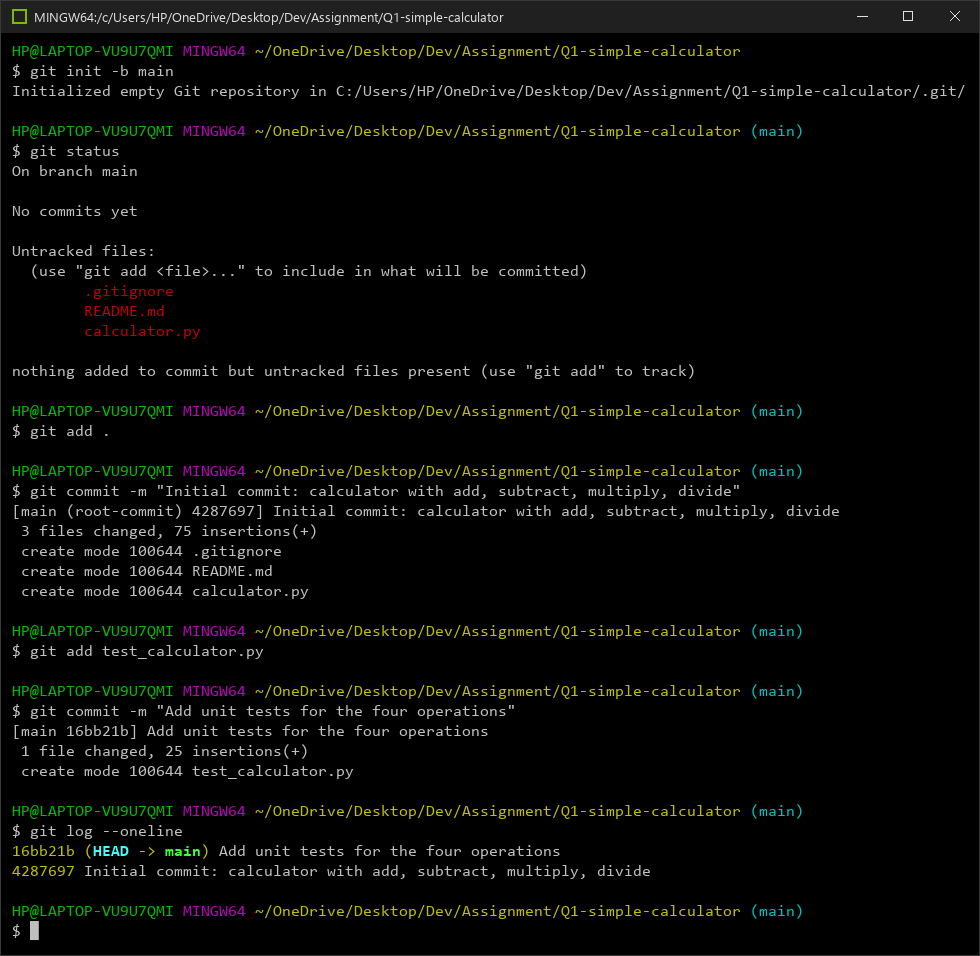 MINGW64:/c/Users/HP/OneDrive/Desktop/Dev/Assignment/Q1-simple-calculator
HP@LAPTOP-VU9U7QMI MINGW64 ~/OneDrive/Desktop/Dev/Assignment/Q1-simple-calculator
$ git init -b main
Initialized empty Git repository in C:/Users/HP/OneDrive/Desktop/Dev/Assignment/Q1-simple-calculator/.git/

HP@LAPTOP-VU9U7QMI MINGW64 ~/OneDrive/Desktop/Dev/Assignment/Q1-simple-calculator (main)
$ git status
On branch main

No commits yet

Untracked files:
  (use "git add <file>..." to include in what will be committed)
        .gitignore
        README.md
        calculator.py

nothing added to commit but untracked files present (use "git add" to track)

HP@LAPTOP-VU9U7QMI MINGW64 ~/OneDrive/Desktop/Dev/Assignment/Q1-simple-calculator (main)
$ git add .

HP@LAPTOP-VU9U7QMI MINGW64 ~/OneDrive/Desktop/Dev/Assignment/Q1-simple-calculator (main)
$ git commit -m "Initial commit: calculator with add, subtract, multiply, divide"
[main (root-commit) 4287697] Initial commit: calculator with add, subtract, multiply, divide
 3 files changed, 75 insertions(+)
 create mode 100644 .gitignore
 create mode 100644 README.md
 create mode 100644 calculator.py

HP@LAPTOP-VU9U7QMI MINGW64 ~/OneDrive/Desktop/Dev/Assignment/Q1-simple-calculator (main)
$ git add test_calculator.py

HP@LAPTOP-VU9U7QMI MINGW64 ~/OneDrive/Desktop/Dev/Assignment/Q1-simple-calculator (main)
$ git commit -m "Add unit tests for the four operations"
[main 16bb21b] Add unit tests for the four operations
 1 file changed, 25 insertions(+)
 create mode 100644 test_calculator.py

HP@LAPTOP-VU9U7QMI MINGW64 ~/OneDrive/Desktop/Dev/Assignment/Q1-simple-calculator (main)
$ git log --oneline
16bb21b (HEAD -> main) Add unit tests for the four operations
4287697 Initial commit: calculator with add, subtract, multiply, divide

HP@LAPTOP-VU9U7QMI MINGW64 ~/OneDrive/Desktop/Dev/Assignment/Q1-simple-calculator (main)
$